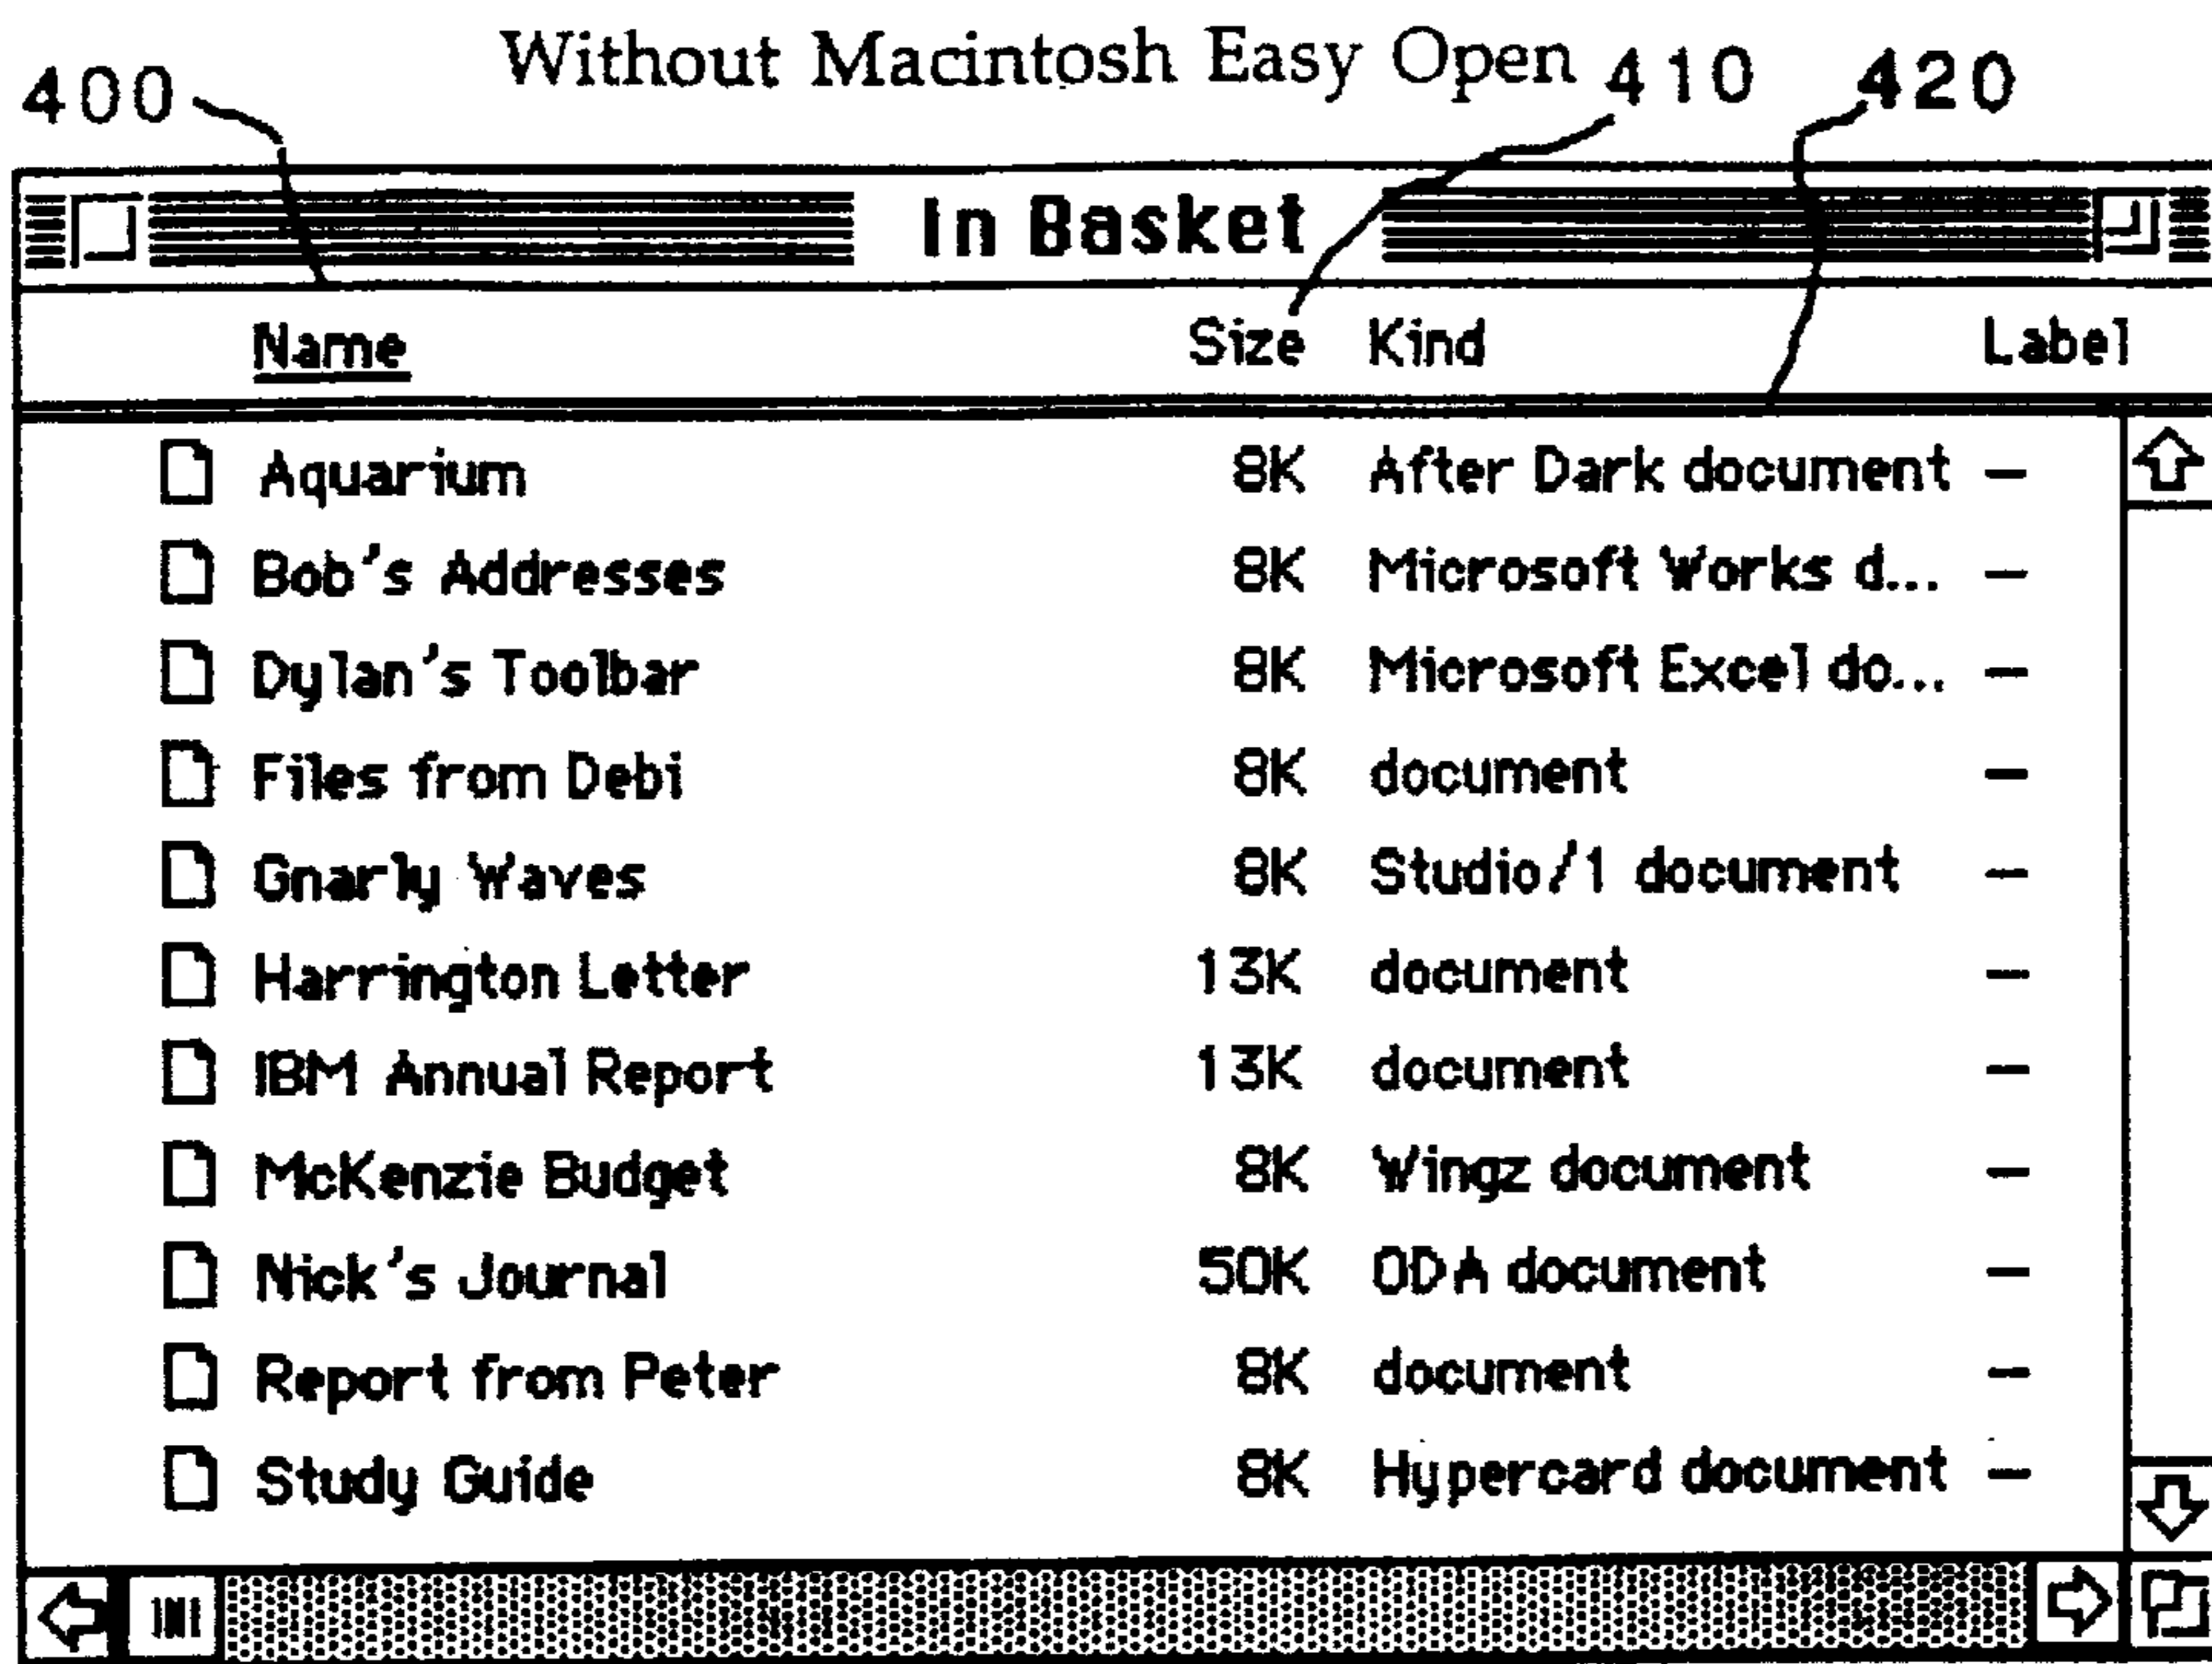 Without Macintosh Easy Open
400 410 420
In Basket
Name Size Kind Label
Aquarium 8K After Dark document –
Bob's Addresses 8K Microsoft Works d... –
Dylan's Toolbar 8K Microsoft Excel do... –
Files from Debi 8K document –
Gnarly Waves 8K Studio/1 document –
Harrington Letter 13K document –
IBM Annual Report 13K document –
McKenzie Budget 8K Wingz document –
Nick's Journal 50K ODA document –
Report from Peter 8K document –
Study Guide 8K Hypercard document –